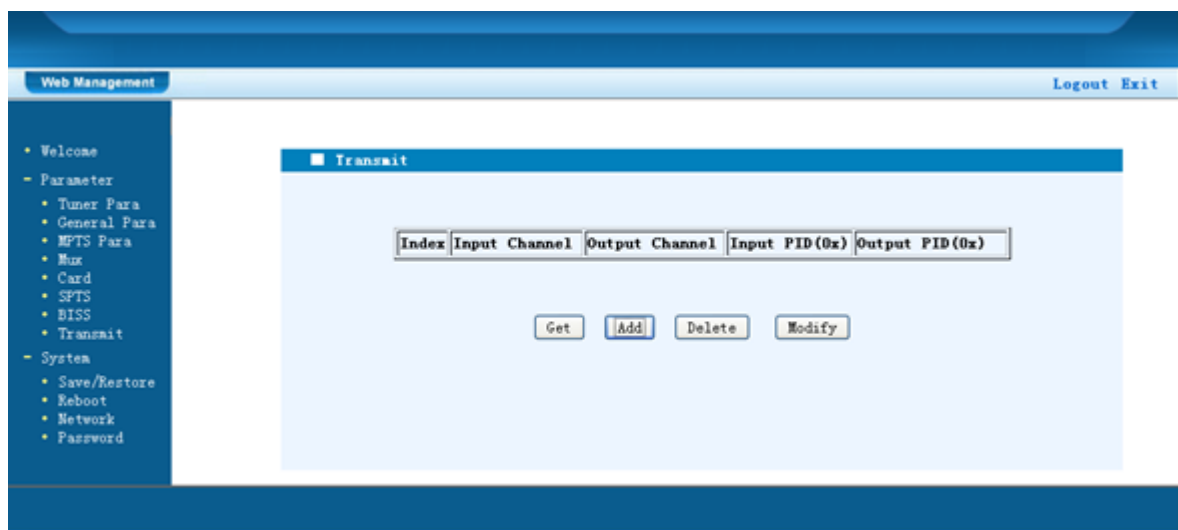 Web Management
Logout Exit
Welcome
Parameter
Tuner Para
General Para
MPTS Para
Mux
Card
SPTS
BISS
Transmit
System
Save/Restore
Reboot
Network
Password
Transmit
Index Input Channel Output Channel Input PID(0x) Output PID(0x)
Get Add Delete Modify